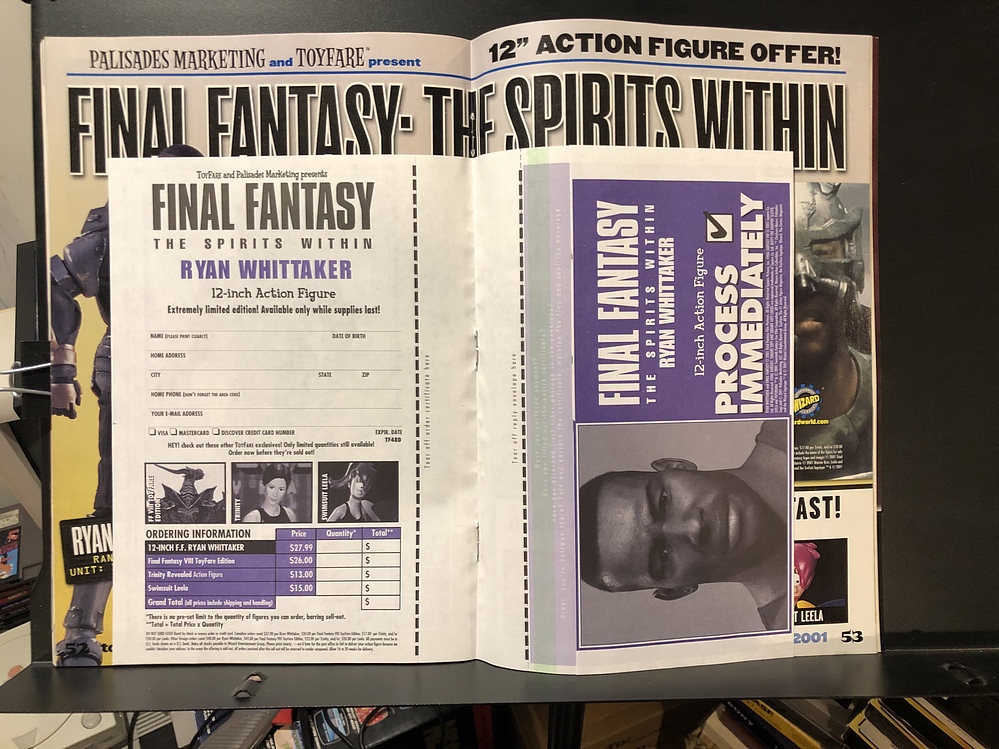 PALISADES MARKETING and TOYFARE™ present
12" ACTION FIGURE OFFER!
FINAL FANTASY: THE SPIRITS WITHIN
TOYFARE and Palisades Marketing presents
FINAL FANTASY
THE SPIRITS WITHIN
RYAN WHITTAKER
12-inch Action Figure
Extremely limited edition! Available only while supplies last!
NAME (PLEASE PRINT CLEARLY) DATE OF BIRTH
HOME ADDRESS
CITY STATE ZIP
HOME PHONE (DON'T FORGET THE AREA CODE)
YOUR E-MAIL ADDRESS
VISA MASTERCARD DISCOVER CREDIT CARD NUMBER EXPIR. DATE
TF48D
HEY! check out these other TOYFARE exclusives! Only limited quantities still available!
Order now before they're sold out!
FF VIII TOYFARE
EDITION
TRINITY
SWIMSUIT LEELA
ORDERING INFORMATION Price Quantity* Total**
12-INCH F.F. RYAN WHITTAKER $27.99 $
Final Fantasy VIII ToyFare Edition $26.00 $
Trinity Revealed Action Figure $13.00 $
Swimsuit Leela $15.00 $
Grand Total (all prices include shipping and handling) $
*There is no pre-set limit to the quantity of figures you can order, barring sell-out.
**Total = Total Price x Quantity
Tear off order certificate here
Tear off reply envelope here
FINAL FANTASY
THE SPIRITS WITHIN
RYAN WHITTAKER
12-inch Action Figure
PROCESS
IMMEDIATELY
RYAN
RAN
UNIT:
52
WIZARD
FAST!
T LEELA
2001 53
SONY